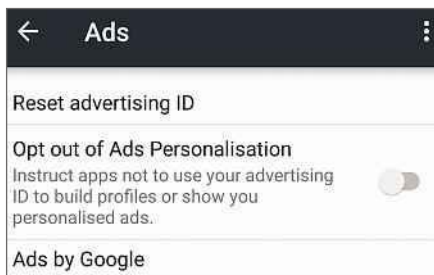 Ads
Reset advertising ID
Opt out of Ads Personalisation
Instruct apps not to use your advertising
ID to build profiles or show you
personalised ads.
Ads by Google